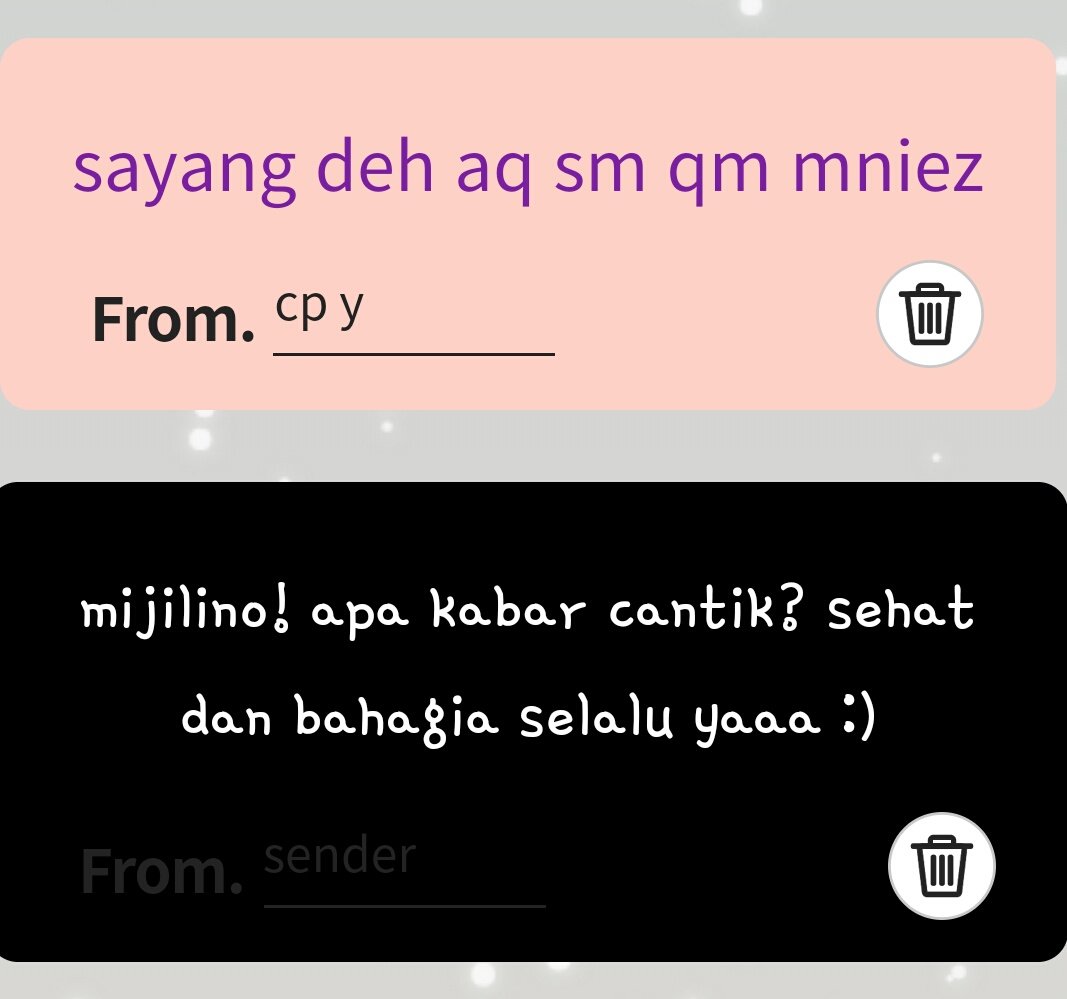 sayang deh aq sm qm mniez
From. cp y
mijilino! apa kabar cantik? sehat
dan bahagia selalu yaaa :)
From. sender